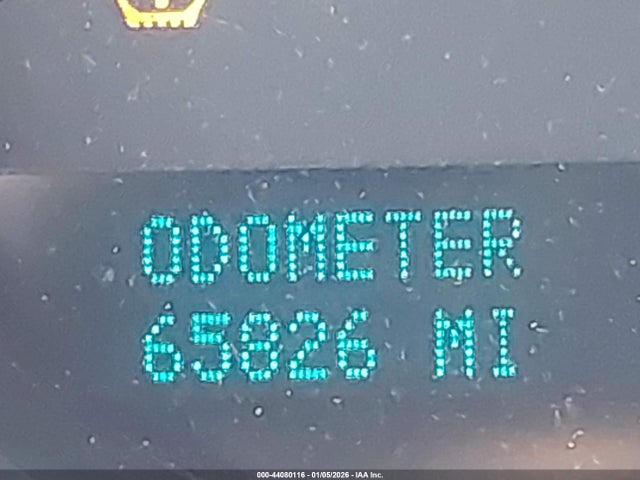 ODOMETER
65826 MI
000-44080116 - 01/05/2026 - IAA Inc.